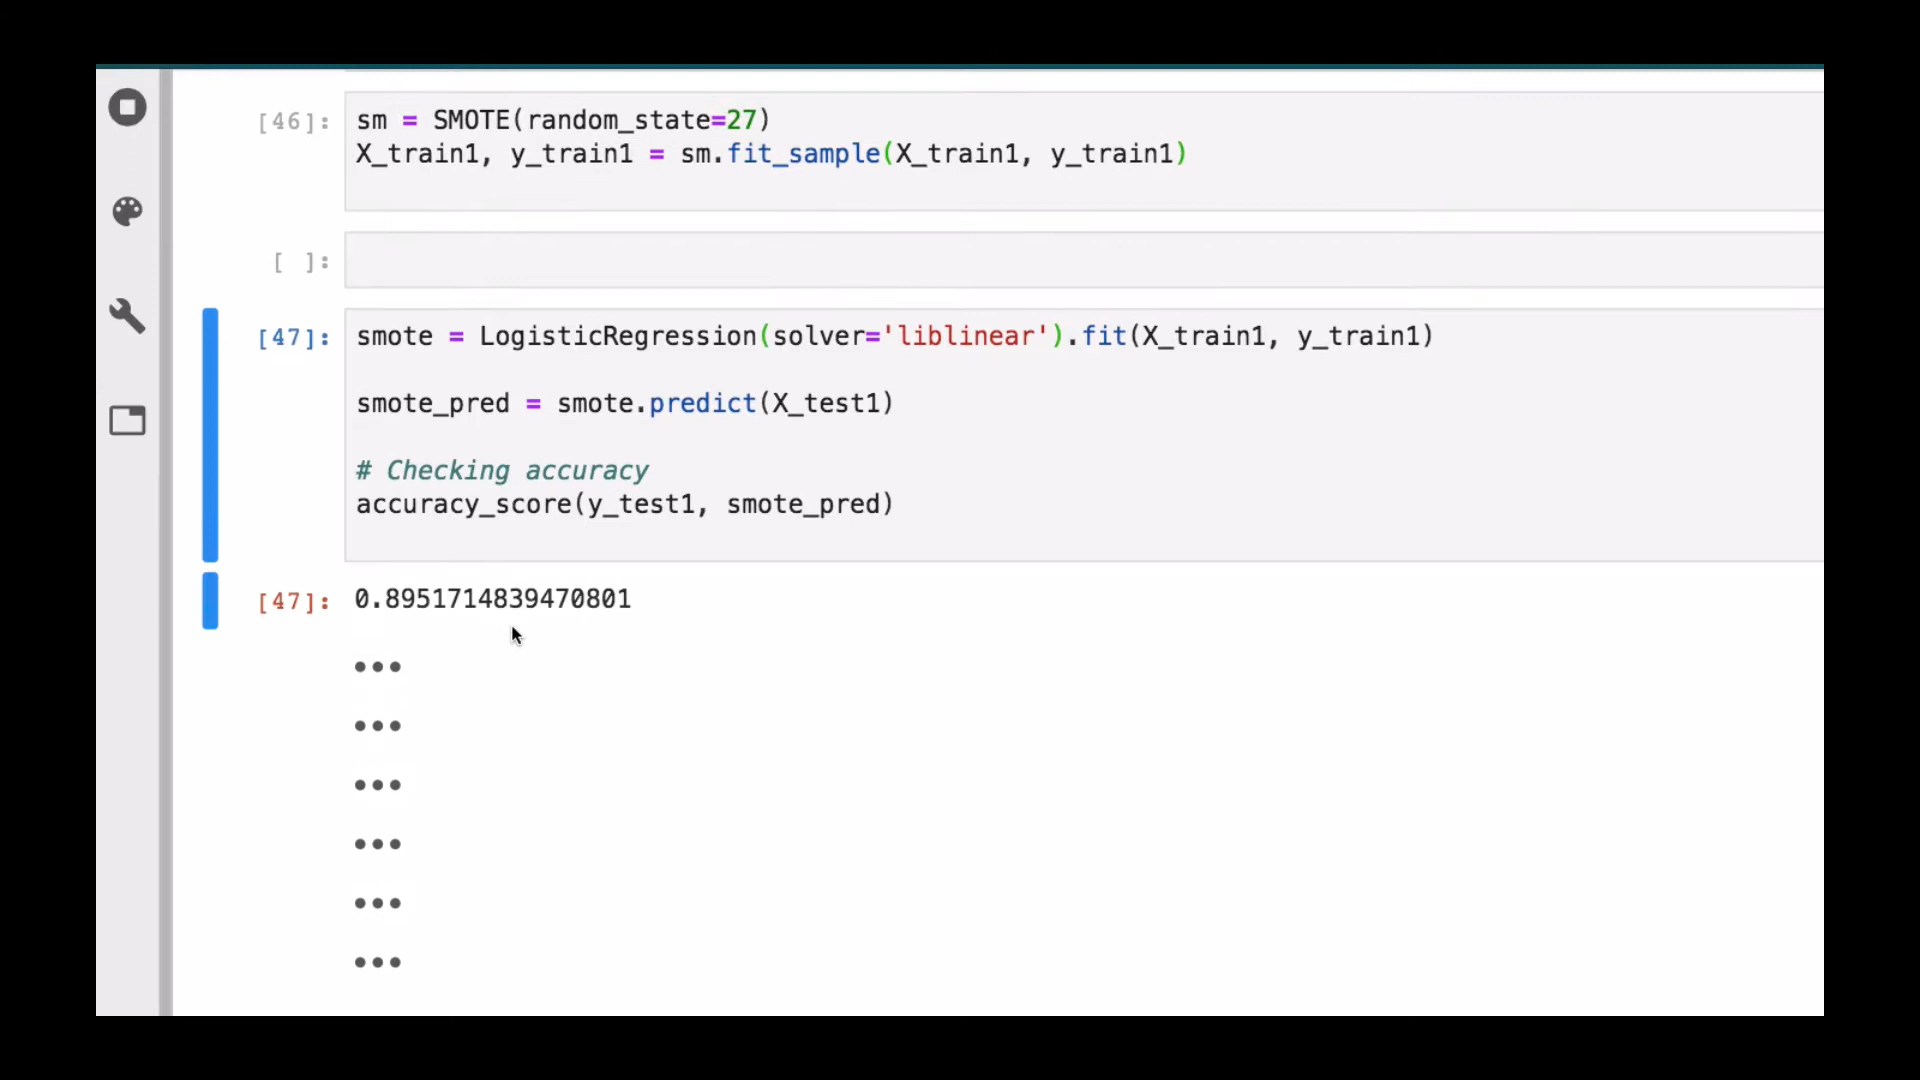 [46]: sm = SMOTE(random_state=27)
X_train1, y_train1 = sm.fit_sample(X_train1, y_train1)
[ ]:
[47]: smote = LogisticRegression(solver='liblinear').fit(X_train1, y_train1)
smote_pred = smote.predict(X_test1)
# Checking accuracy
accuracy_score(y_test1, smote_pred)
[47]: 0.8951714839470801